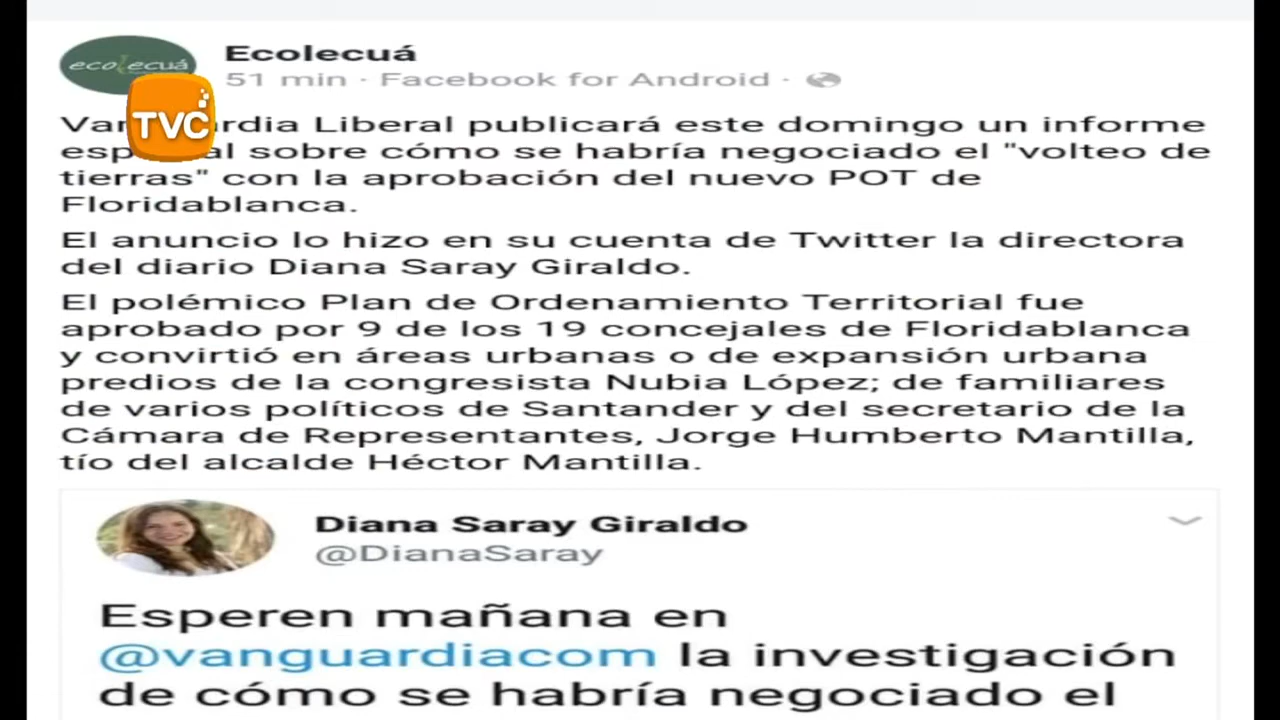 Ecolecuá
ecolecuá
51 min · Facebook for Android ·
TVC
Van rdia Liberal publicará este domingo un informe
esp al sobre cómo se habría negociado el "volteo de
tierras" con la aprobación del nuevo POT de
Floridablanca.
El anuncio lo hizo en su cuenta de Twitter la directora
del diario Diana Saray Giraldo.
El polémico Plan de Ordenamiento Territorial fue
aprobado por 9 de los 19 concejales de Floridablanca
y convirtió en áreas urbanas o de expansión urbana
predios de la congresista Nubia López; de familiares
de varios políticos de Santander y del secretario de la
Cámara de Representantes, Jorge Humberto Mantilla,
tío del alcalde Héctor Mantilla.
Diana Saray Giraldo
@DianaSaray
Esperen mañana en
@vanguardiacom la investigación
de cómo se habría negociado el